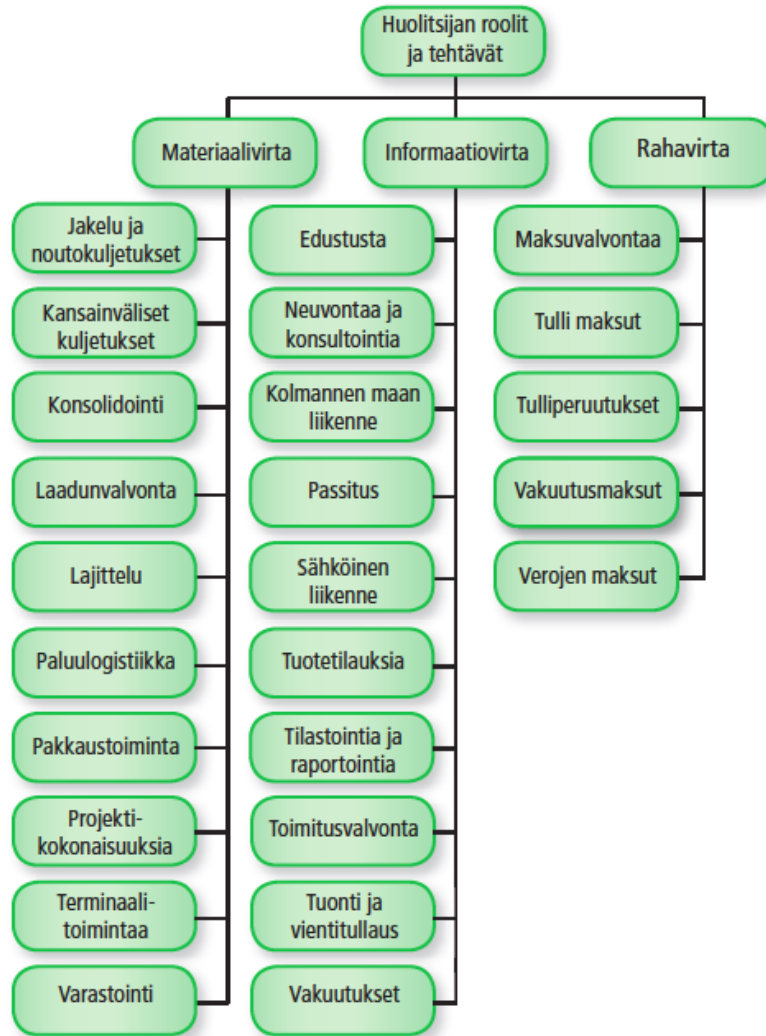 Huolitsijan roolit
ja tehtävät
Materiaalivirta
Informaatiovirta
Rahavirta
Jakelu ja
noutokuljetukset
Kansainväliset
kuljetukset
Konsolidointi
Laadunvalvonta
Lajittelu
Paluulogistiikka
Pakkaustoiminta
Projekti-
kokonaisuuksia
Terminaali-
toimintaa
Varastointi
Edustusta
Neuvontaa ja
konsultointia
Kolmannen maan
liikenne
Passitus
Sähköinen
liikenne
Tuotetilauksia
Tilastointia ja
raportointia
Toimitusvalvonta
Tuonti ja
vientitullaus
Vakuutukset
Maksuvalvontaa
Tulli maksut
Tulliperuutukset
Vakuutusmaksut
Verojen maksut